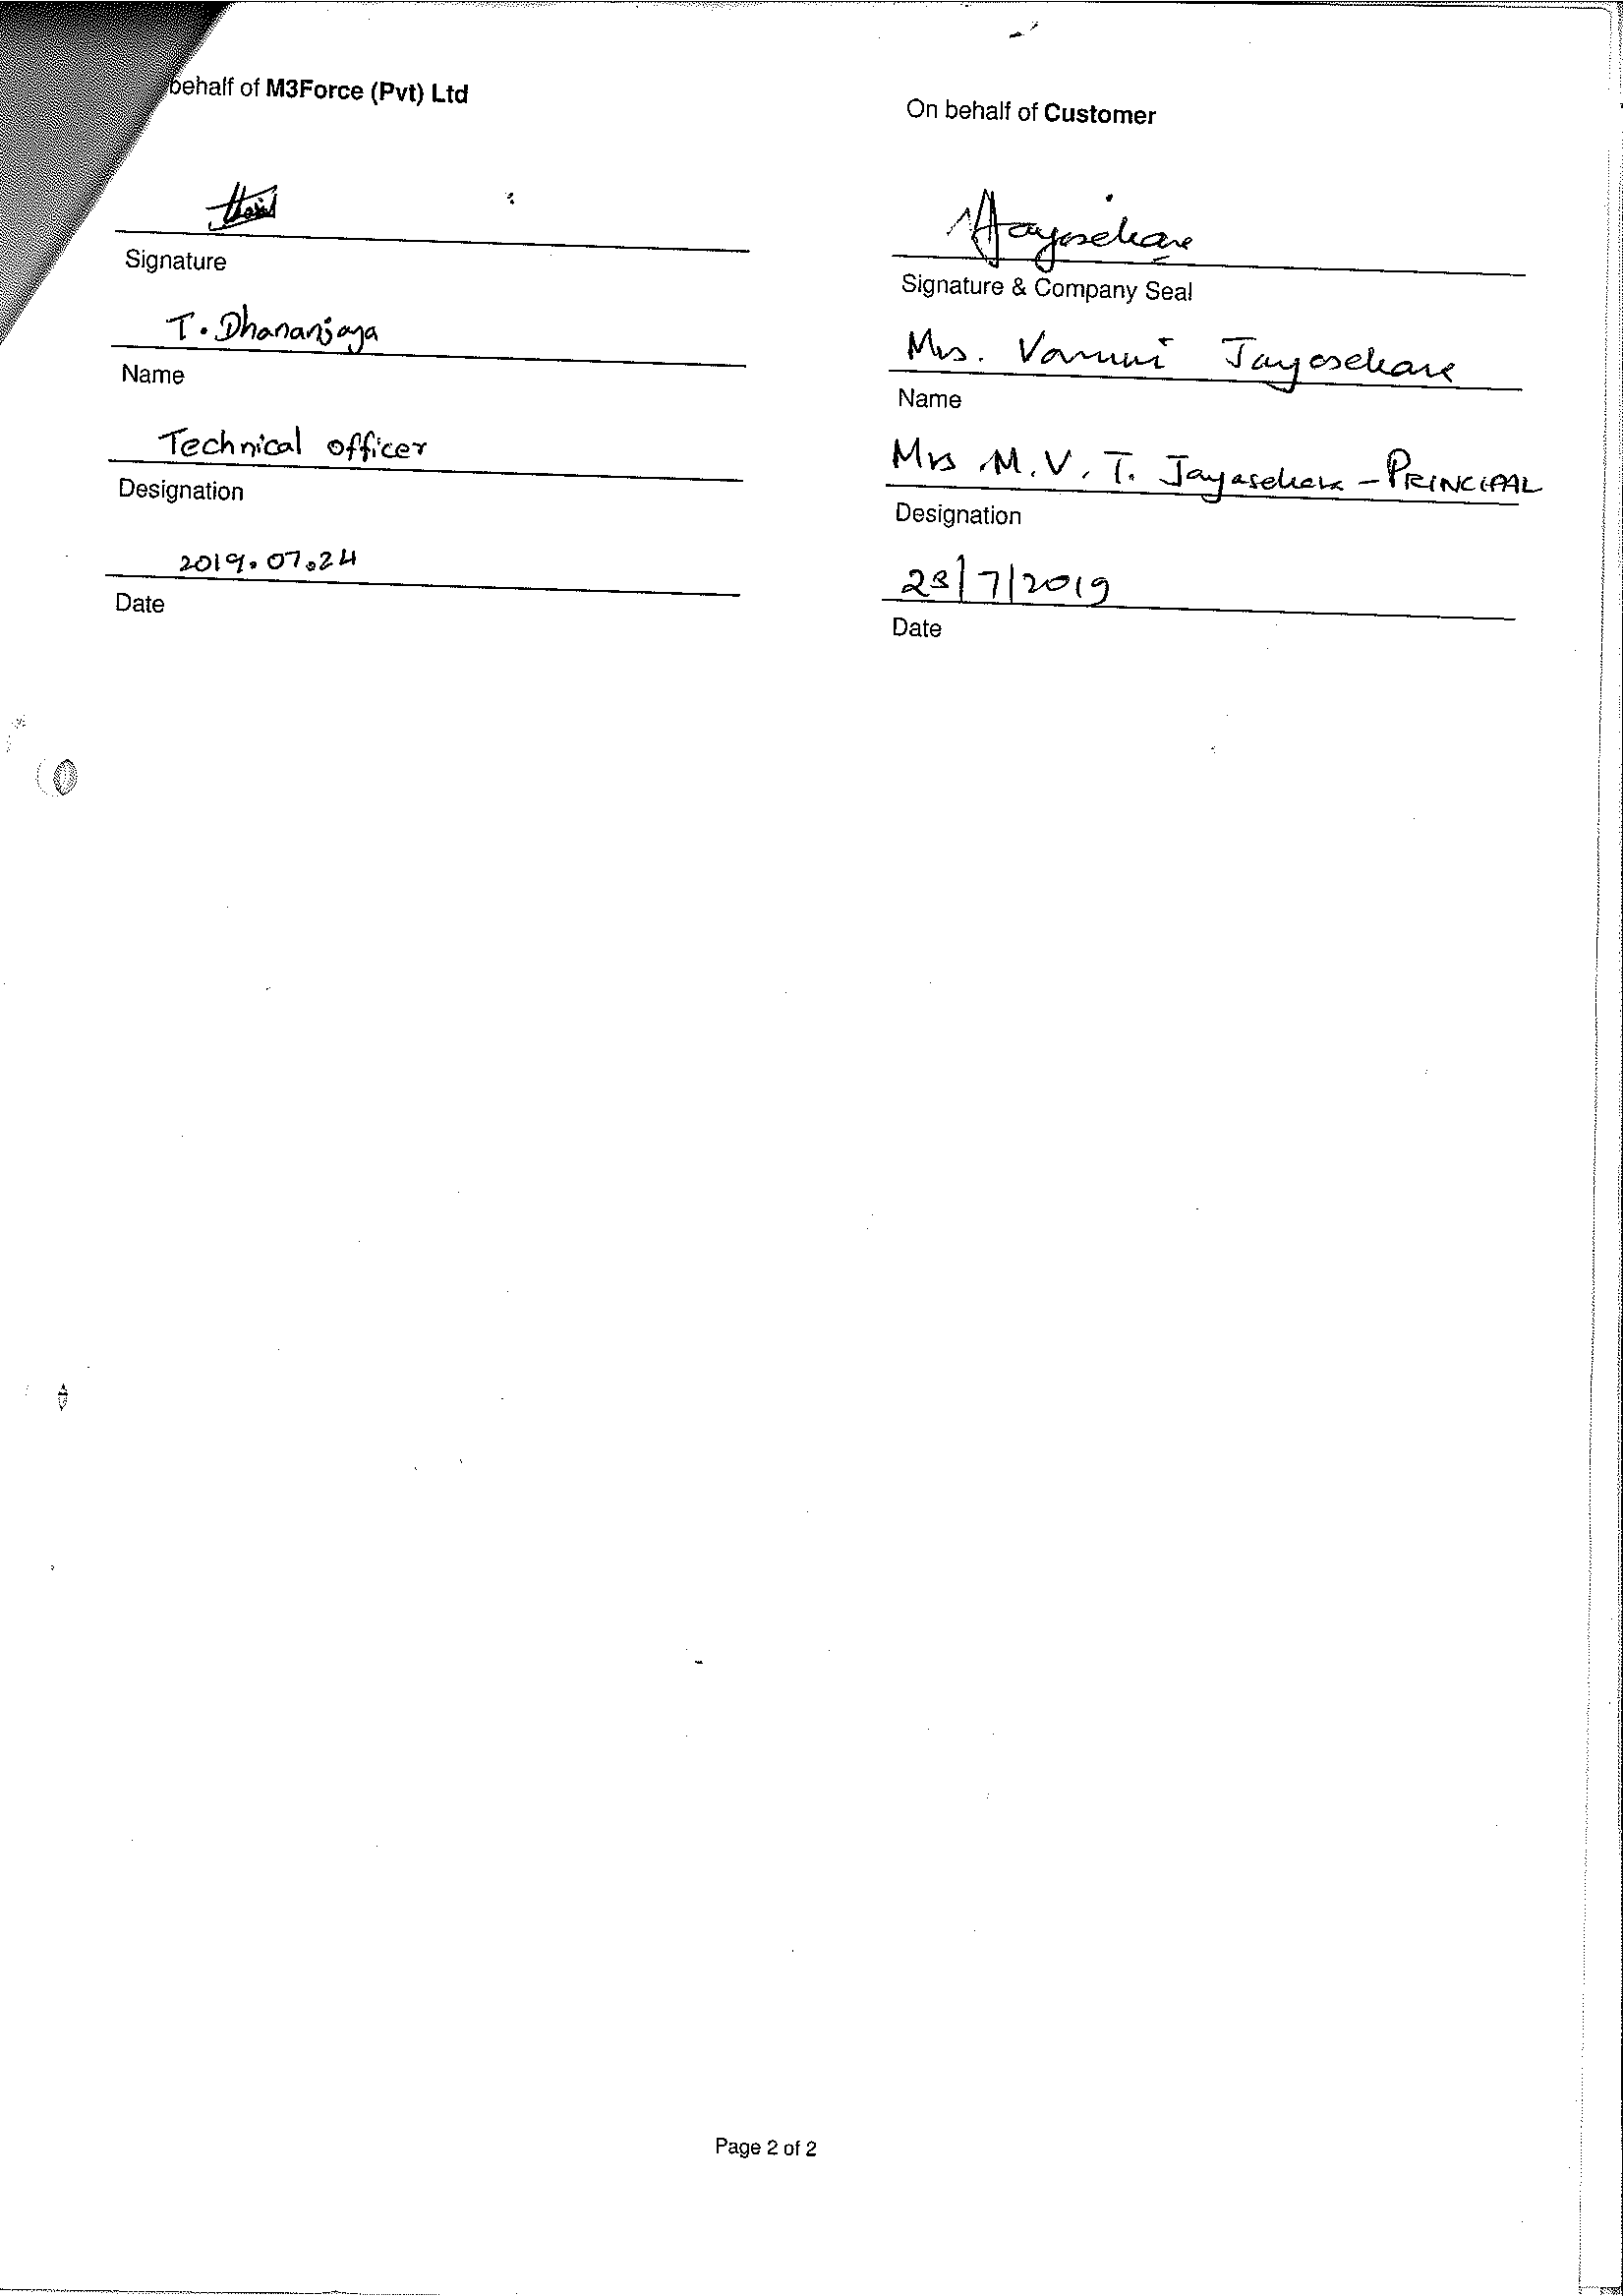 behalf of M3Force (Pvt) Ltd
Signature
T. Dhananjaya
Name
Technical officer
Designation
2019.07.24
Date
On behalf of Customer
Jayasekara
Signature & Company Seal
Mrs. Jayasekara
Name
Mrs M. V. T. Jayasekara - PRINCIPAL
Designation
23/7/2019
Date
Page 2 of 2